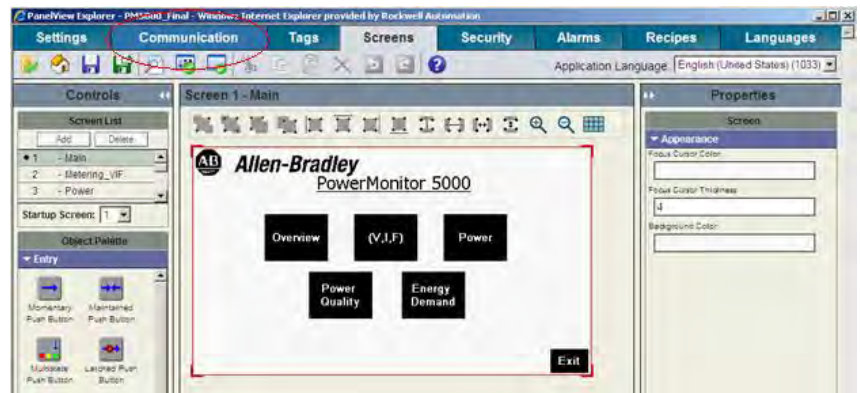 PanelView Explorer - PM5000_Final - Windows Internet Explorer provided by Rockwell Automation
Settings Communication Tags Screens Security Alarms Recipes Languages
Application Language: English (United States) (1033)
Controls
Screen 1 - Main
Properties
Screen List
Add Delete
1 - Main
2 - Metering_VIF
3 - Power
Startup Screen: 1
Object Palette
Entry
Momentary Push Button
Maintained Push Button
Multistate Push Button
Latched Push Button
AB Allen-Bradley
PowerMonitor 5000
Overview (V,I,F) Power
Power Quality
Energy Demand
Exit
Screen
Appearance
Focus Cursor Color
Focus Cursor Thickness
4
Background Color